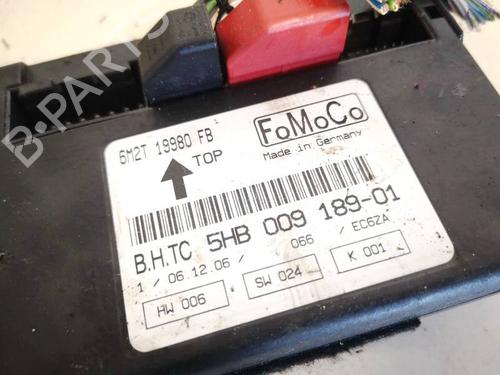 6M2T 19980 FB
FoMoCo
Made in Germany
TOP
B.H.TC 5HB 009 189-01
1 / 06.12.06 / 066 / EC6ZA
HW 006
SW 024
K 001
B-PARTS